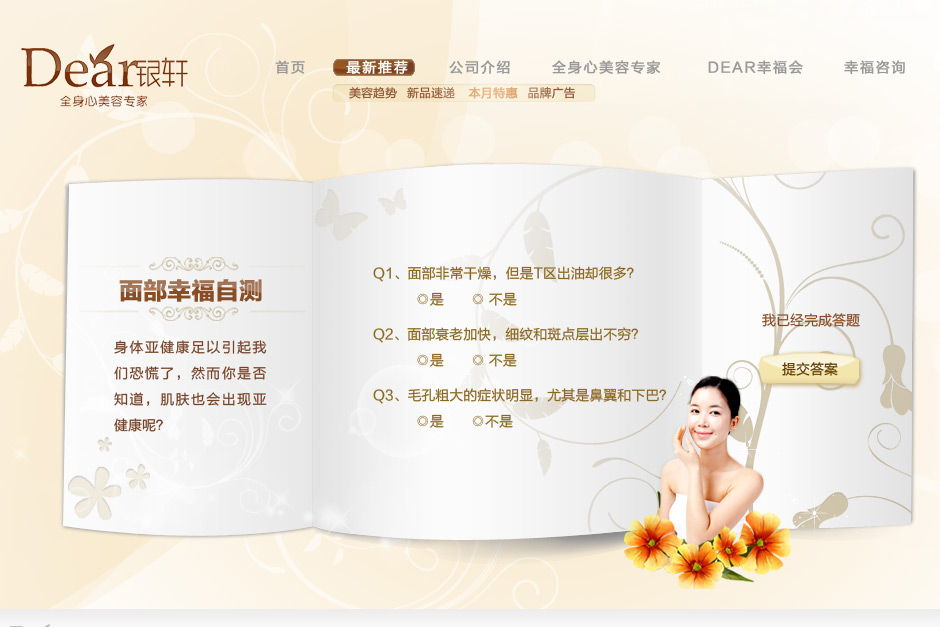 Dear银轩
全身心美容专家
首页 最新推荐 公司介绍 全身心美容专家 DEAR幸福会 幸福咨询
美容趋势 新品速递 本月特惠 品牌广告
面部幸福自测
身体亚健康足以引起我
们恐慌了，然而你是否
知道，肌肤也会出现亚
健康呢?
Q1、面部非常干燥，但是T区出油却很多?
◎是 ◎ 不是
Q2、面部衰老加快，细纹和斑点层出不穷?
◎是 ◎ 不是
Q3、毛孔粗大的症状明显，尤其是鼻翼和下巴?
◎是 ◎不是
我已经完成答题
提交答案